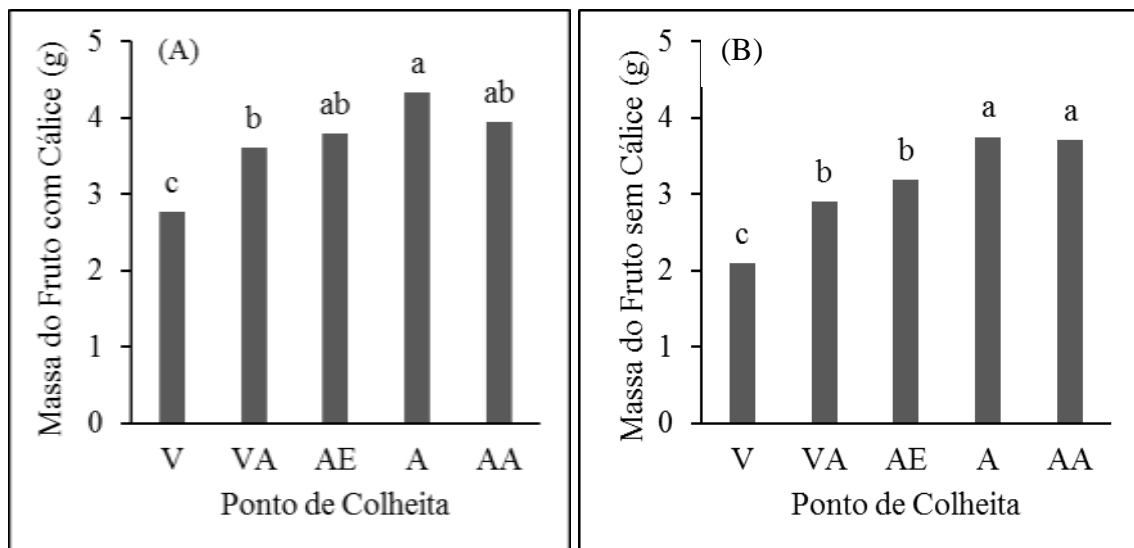 (A)
Massa do Fruto com Cálice (g)
5
4
3
2
1
0
c
b
ab
a
ab
V VA AE A AA
Ponto de Colheita
(B)
Massa do Fruto sem Cálice (g)
5
4
3
2
1
0
c
b
b
a
a
V VA AE A AA
Ponto de Colheita